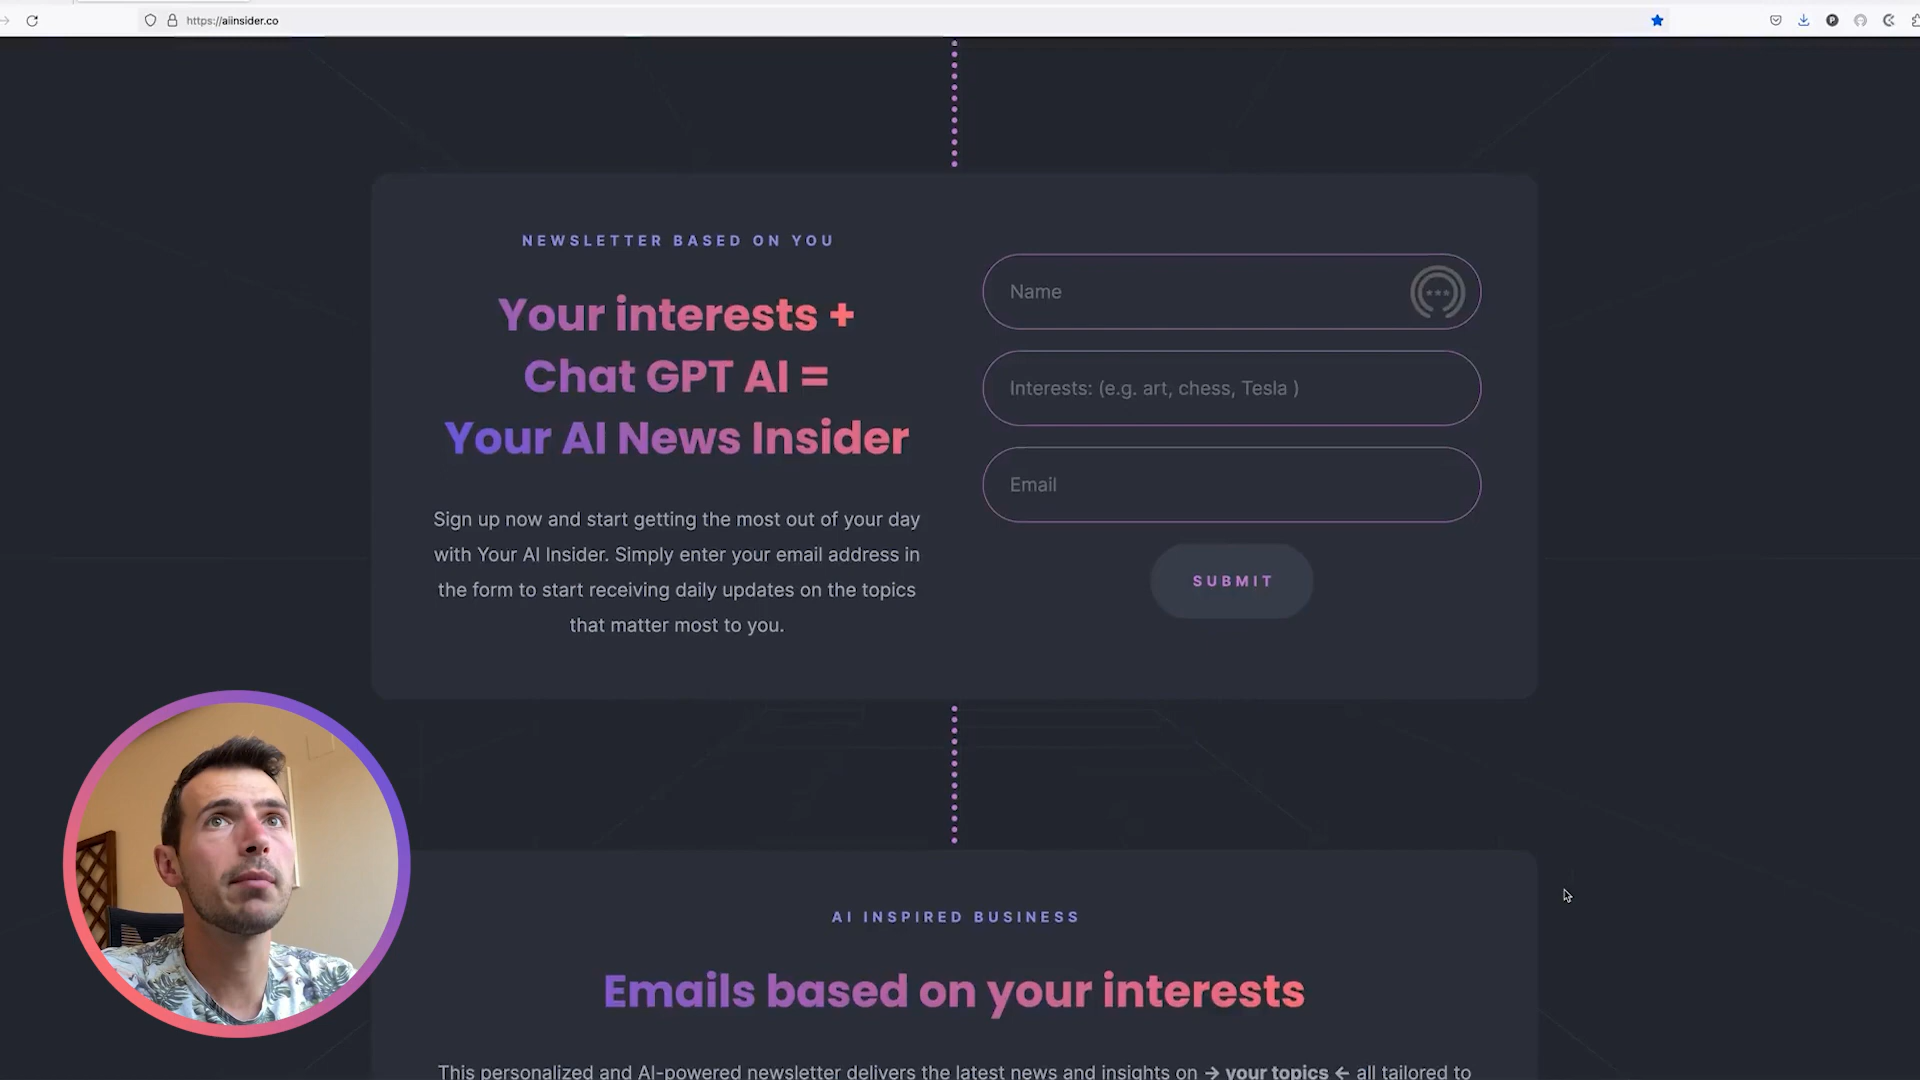 https://aiinsider.co
NEWSLETTER BASED ON YOU
Your interests +
Chat GPT AI =
Your AI News Insider
Sign up now and start getting the most out of your day
with Your AI Insider. Simply enter your email address in
the form to start receiving daily updates on the topics
that matter most to you.
Name
Interests: (e.g. art, chess, Tesla )
Email
SUBMIT
AI INSPIRED BUSINESS
Emails based on your interests
This personalized and AI-powered newsletter delivers the latest news and insights on → your topics ← all tailored to